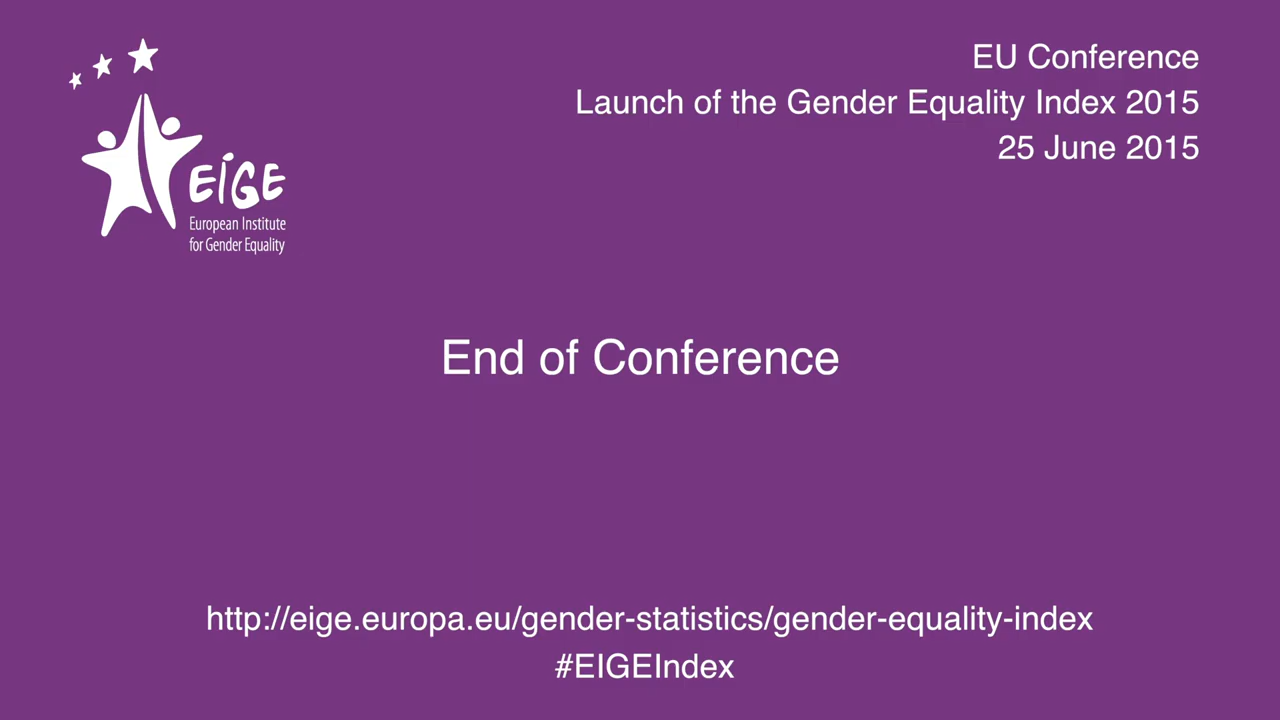 EU Conference
Launch of the Gender Equality Index 2015
25 June 2015
EIGE
European Institute
for Gender Equality
End of Conference
http://eige.europa.eu/gender-statistics/gender-equality-index
#EIGEIndex